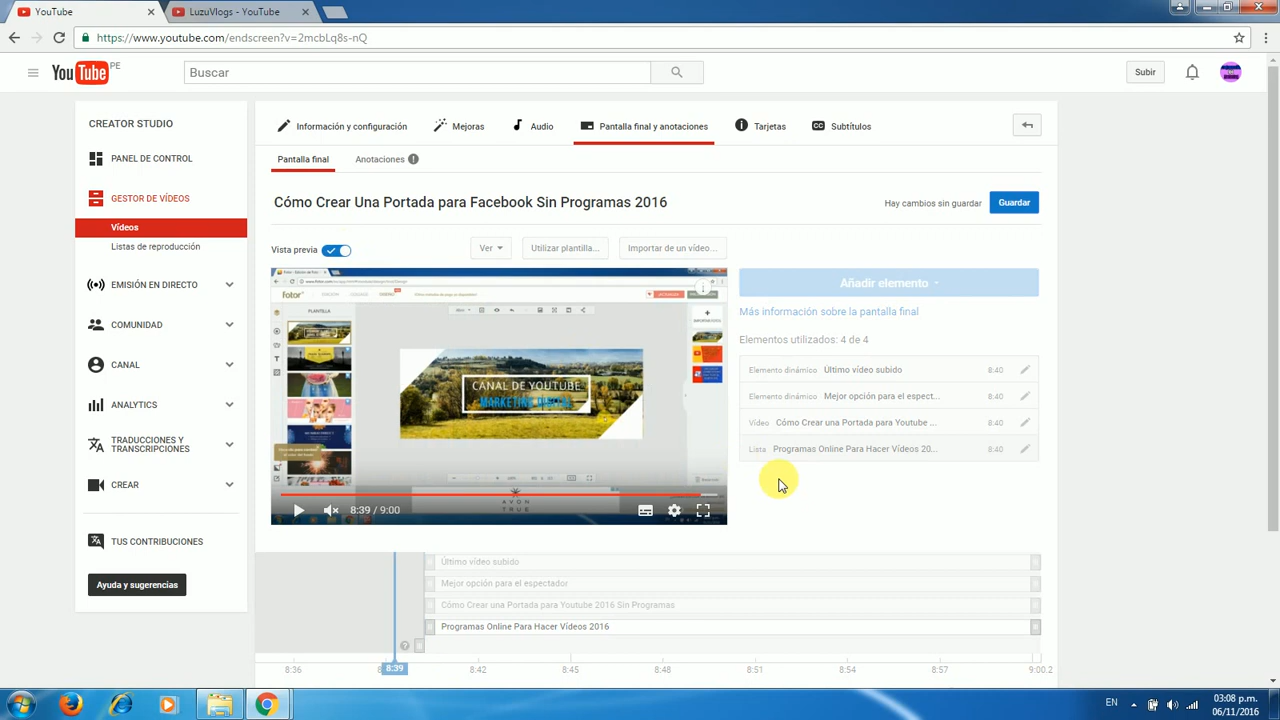 YouTube
LuzuVlogs - YouTube
https://www.youtube.com/endscreen?v=2mcbLq8s-nQ
YouTube PE
Buscar
Subir
CREATOR STUDIO
PANEL DE CONTROL
GESTOR DE VÍDEOS
Vídeos
Listas de reproducción
EMISIÓN EN DIRECTO
COMUNIDAD
CANAL
ANALYTICS
TRADUCCIONES Y
TRANSCRIPCIONES
CREAR
TUS CONTRIBUCIONES
Ayuda y sugerencias
Información y configuración
Mejoras
Audio
Pantalla final y anotaciones
Tarjetas
CC Subtítulos
Pantalla final
Anotaciones
Cómo Crear Una Portada para Facebook Sin Programas 2016
Hay cambios sin guardar
Guardar
Vista previa
Ver
Utilizar plantilla...
Importar de un vídeo...
fotor
PLANTILLA
CANAL DE YOUTUBE
MARKETING DIGITAL
AVON
TRUE
8:39 / 9:00
Añadir elemento
Más información sobre la pantalla final
Elementos utilizados: 4 de 4
Elemento dinámico Último vídeo subido 8:40
Elemento dinámico Mejor opción para el espect... 8:40
Vídeo Cómo Crear una Portada para Youtube ... 8:40
Lista Programas Online Para Hacer Vídeos 20... 8:40
Último vídeo subido
Mejor opción para el espectador
Cómo Crear una Portada para Youtube 2016 Sin Programas
Programas Online Para Hacer Vídeos 2016
8:36 8:39 8:42 8:45 8:48 8:51 8:54 8:57 9:00.2
EN
03:08 p.m.
06/11/2016